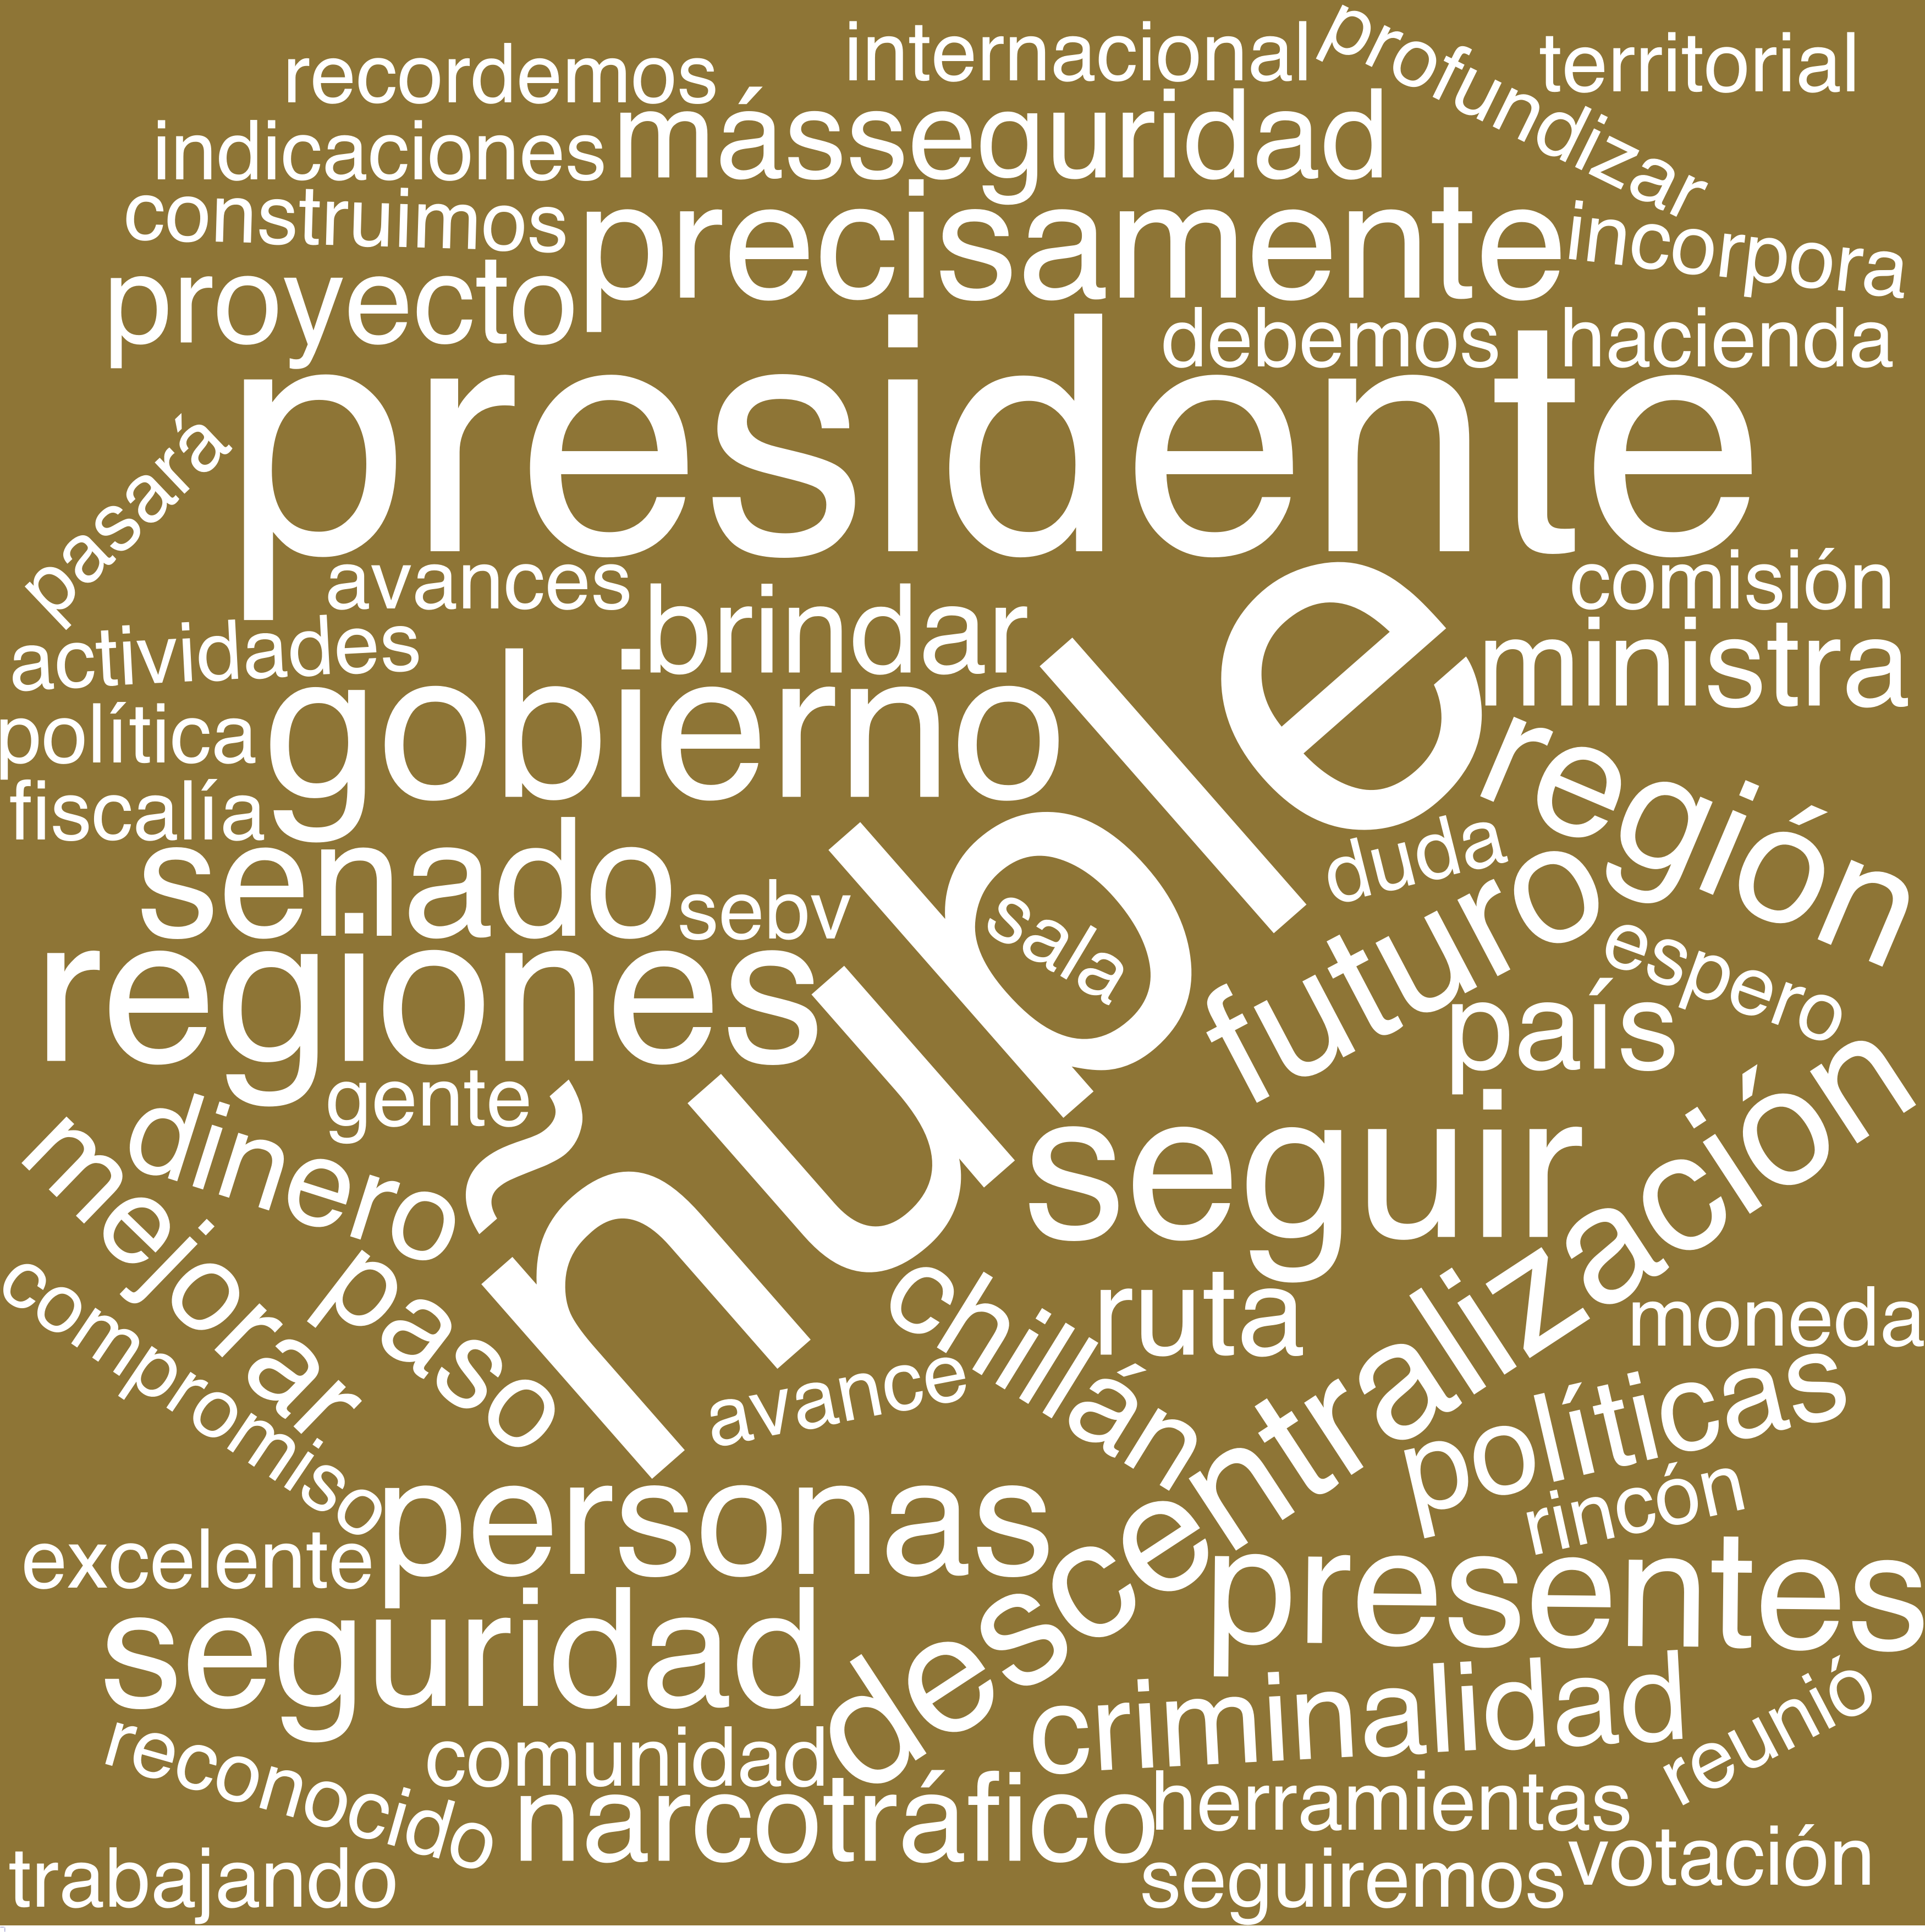 recordemos
internacional
profundizar
territorial
indicaciones
másseguridad
construimos
precisamente
incorpora
proyecto
debemos
hacienda
presidente
pasará
avances
comisión
brindar
actividades
ministra
política
gobierno
región
fiscalía
duda
senado
sebv
sala
futuro
espero
regiones
país
gente
ñuble
dinero
seguir
mejorar
descentralización
paso
chillán
ruta
moneda
compromiso
avance
políticas
rincón
personas
excelente
presentes
seguridad
criminalidad
reunió
reconocido
comunidad
narcotráfico
herramientas
trabajando
seguiremos
votación